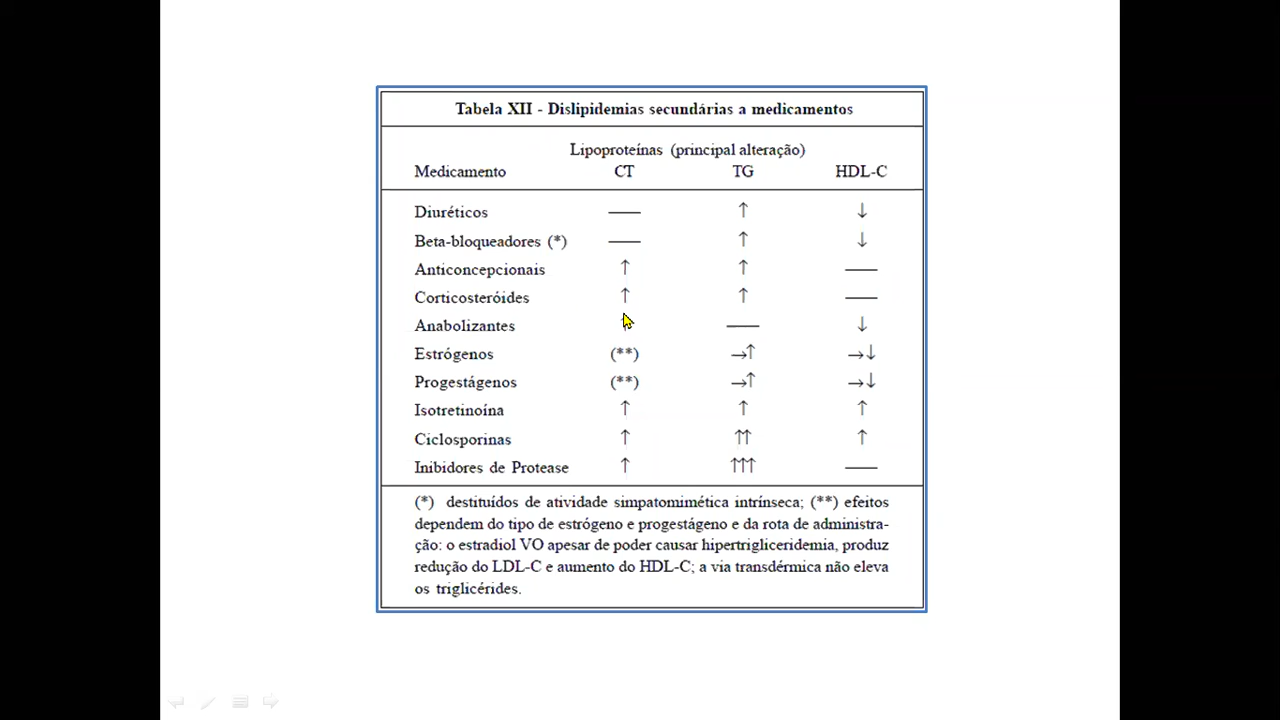 Tabela XII - Dislipidemias secundárias a medicamentos
Lipoproteínas (principal alteração)
Medicamento CT TG HDL-C
Diuréticos —— ↑ ↓
Beta-bloqueadores (*) —— ↑ ↓
Anticoncepcionais ↑ ↑ ——
Corticosteróides ↑ ↑ ——
Anabolizantes —— ↓
Estrógenos (**) →↑ →↓
Progestágenos (**) →↑ →↓
Isotretinoína ↑ ↑ ↑
Ciclosporinas ↑ ↑↑ ↑
Inibidores de Protease ↑ ↑↑↑ ——
(*) destituídos de atividade simpatomimética intrínseca; (**) efeitos
dependem do tipo de estrógeno e progestágeno e da rota de administra-
ção: o estradiol VO apesar de poder causar hipertrigliceridemia, produz
redução do LDL-C e aumento do HDL-C; a via transdérmica não eleva
os triglicérides.